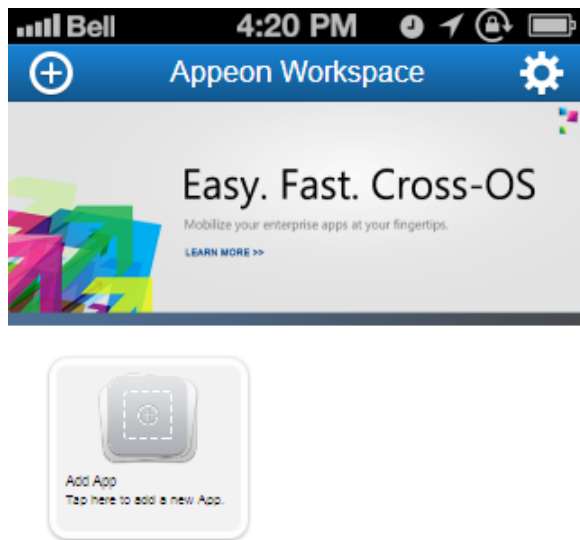 Bell 4:20 PM
Appeon Workspace
Easy. Fast. Cross-OS
Mobilize your enterprise apps at your fingertips.
LEARN MORE >>
Add App
Tap here to add a new App.